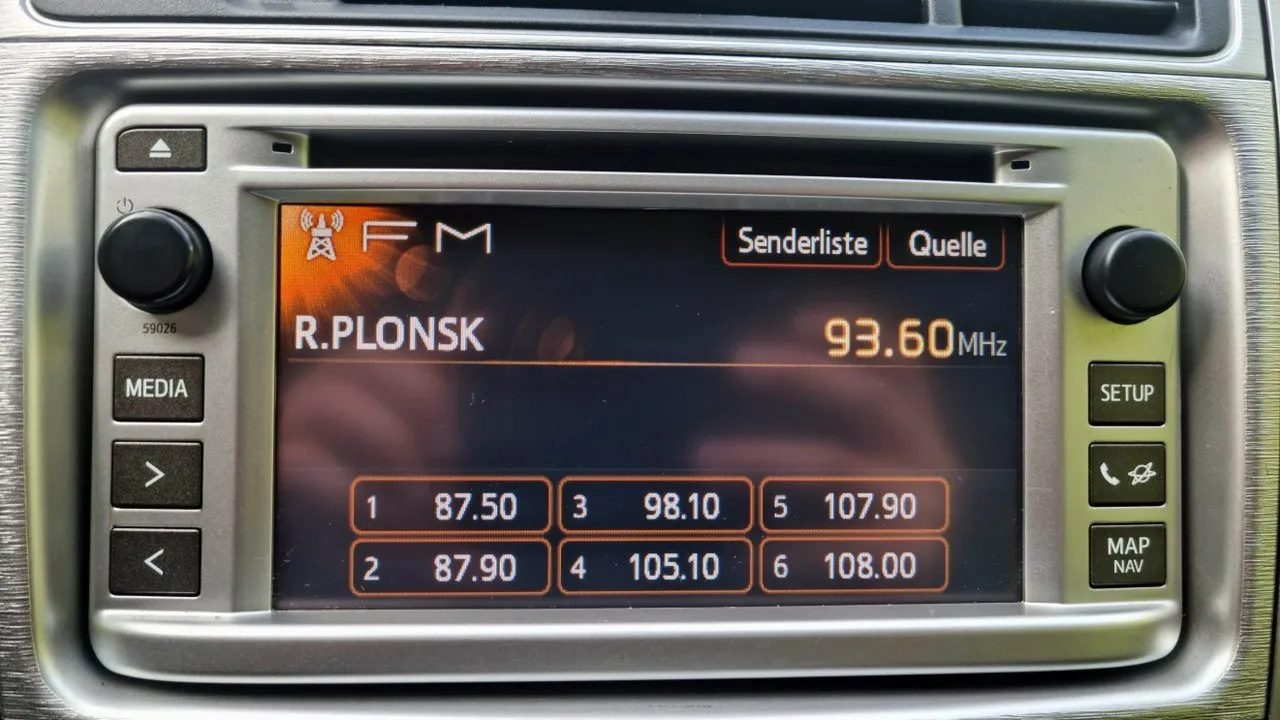 FM
Senderliste Quelle
R.PLONSK 93.60MHz
59026
MEDIA
SETUP
1 87.50 3 98.10 5 107.90
2 87.90 4 105.10 6 108.00
MAP
NAV